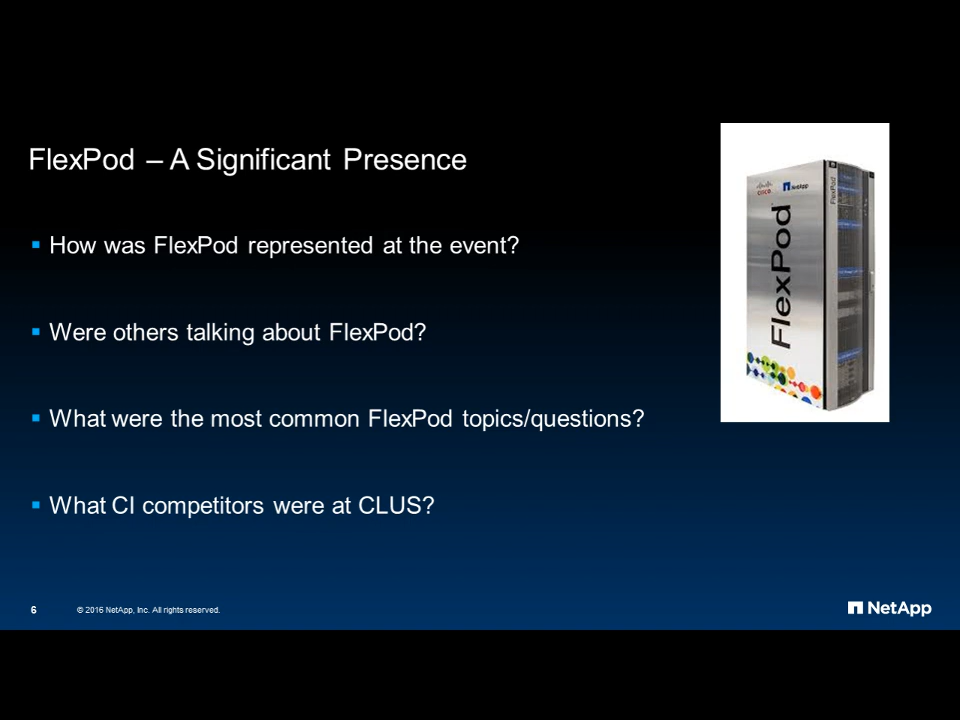 FlexPod – A Significant Presence
How was FlexPod represented at the event?
Were others talking about FlexPod?
What were the most common FlexPod topics/questions?
What CI competitors were at CLUS?
CISCO
NetApp
FlexPod
FlexPod
6 © 2016 NetApp, Inc. All rights reserved.
NetApp